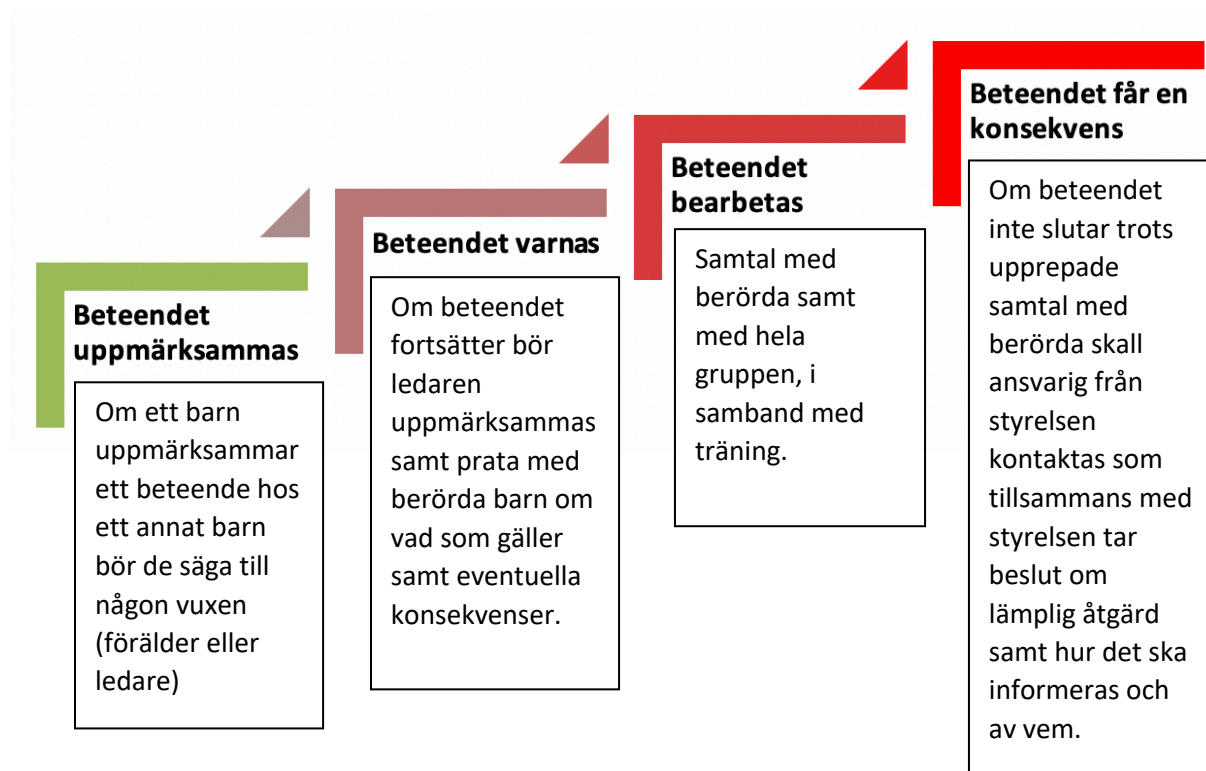 Beteendet
uppmärksammas
Om ett barn
uppmärksammar
ett beteende hos
ett annat barn
bör de säga till
någon vuxen
(förälder eller
ledare)
Beteendet varnas
Om beteendet
fortsätter bör
ledaren
uppmärksammas
samt prata med
berörda barn om
vad som gäller
samt eventuella
konsekvenser.
Beteendet
bearbetas
Samtal med
berörda samt
med hela
gruppen, i
samband med
träning.
Beteendet får en
konsekvens
Om beteendet
inte slutar trots
upprepade
samtal med
berörda skall
ansvarig från
styrelsen
kontaktas som
tillsammans med
styrelsen tar
beslut om
lämplig åtgärd
samt hur det ska
informeras och
av vem.